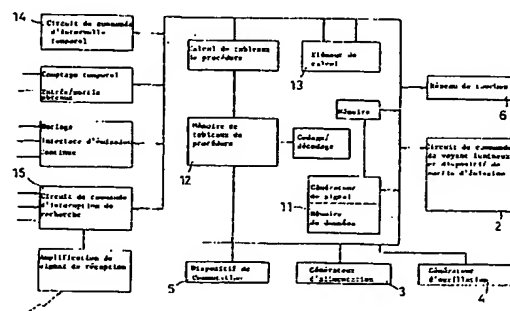 14
Circuit de commande
d'intervalle
temporel
Calcul de tableaux
de procédure
Elément de
calcul
13
Comptage temporel
Entrée/sortie
Réseau de
6
Horloge
Interface d'émission
Continue
Mémoire de
tableaux de
procédure
12
Codage/
décodage
Mémoire
Circuit de commande
de voyant lumineux
et dispositif de
sortie d'émission
2
15
Circuit de commande
d'interruption de
recherche
11
Générateur
de signal
Mémoire
de données
Amplification de
signal de réception
Dispositif de
Commutation
5
Générateur
d'alimentation
3
Générateur
d'oscillation
4